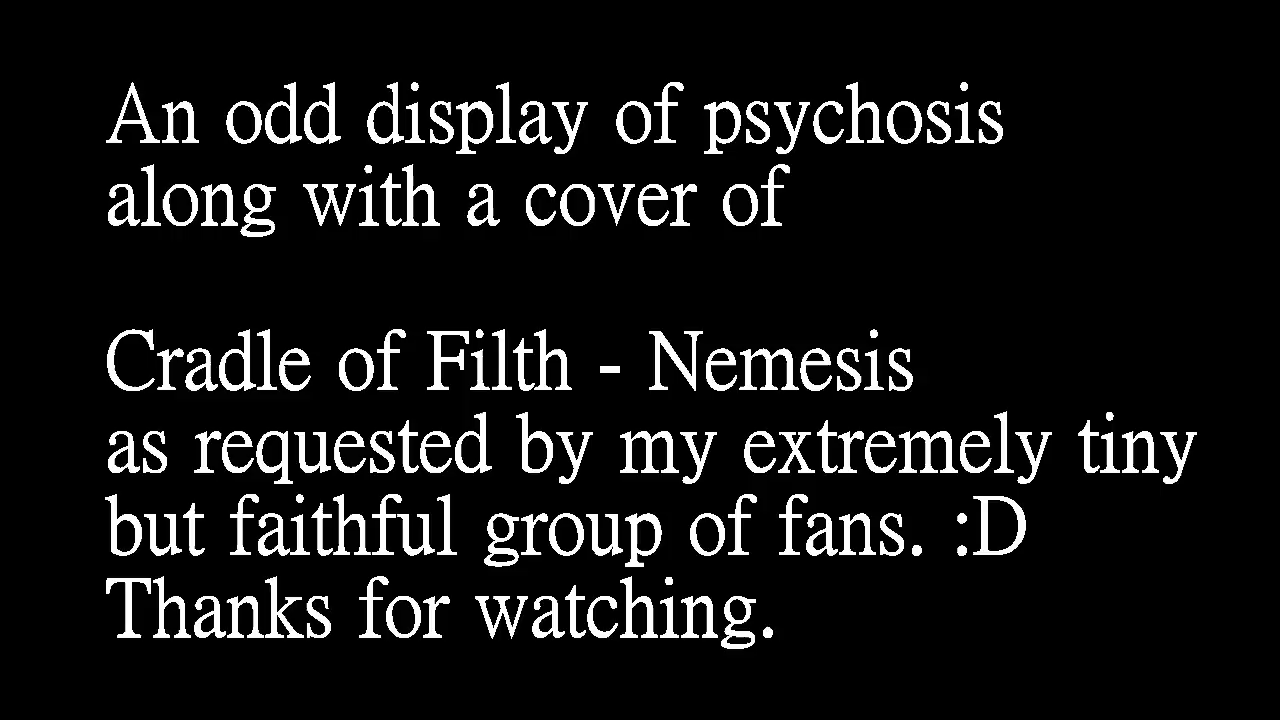 An odd display of psychosis
along with a cover of
Cradle of Filth - Nemesis
as requested by my extremely tiny
but faithful group of fans. :D
Thanks for watching.